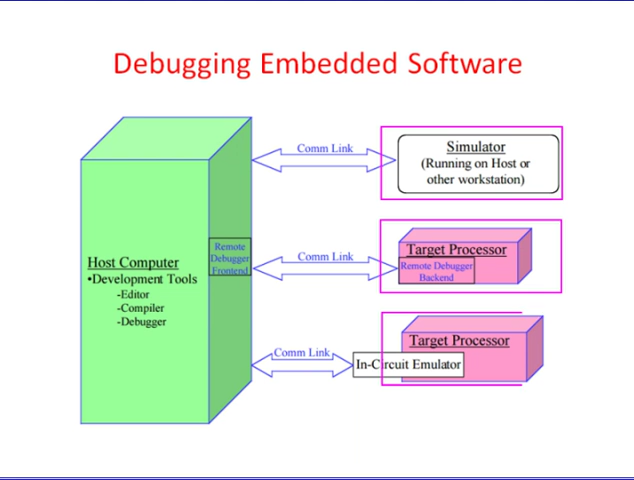 Debugging Embedded Software
Comm Link
Simulator
(Running on Host or
other workstation)
Remote
Debugger
Frontend
Comm Link
Target Processor
Remote Debugger
Backend
Host Computer
•Development Tools
-Editor
-Compiler
-Debugger
Comm Link
Target Processor
In-Circuit Emulator